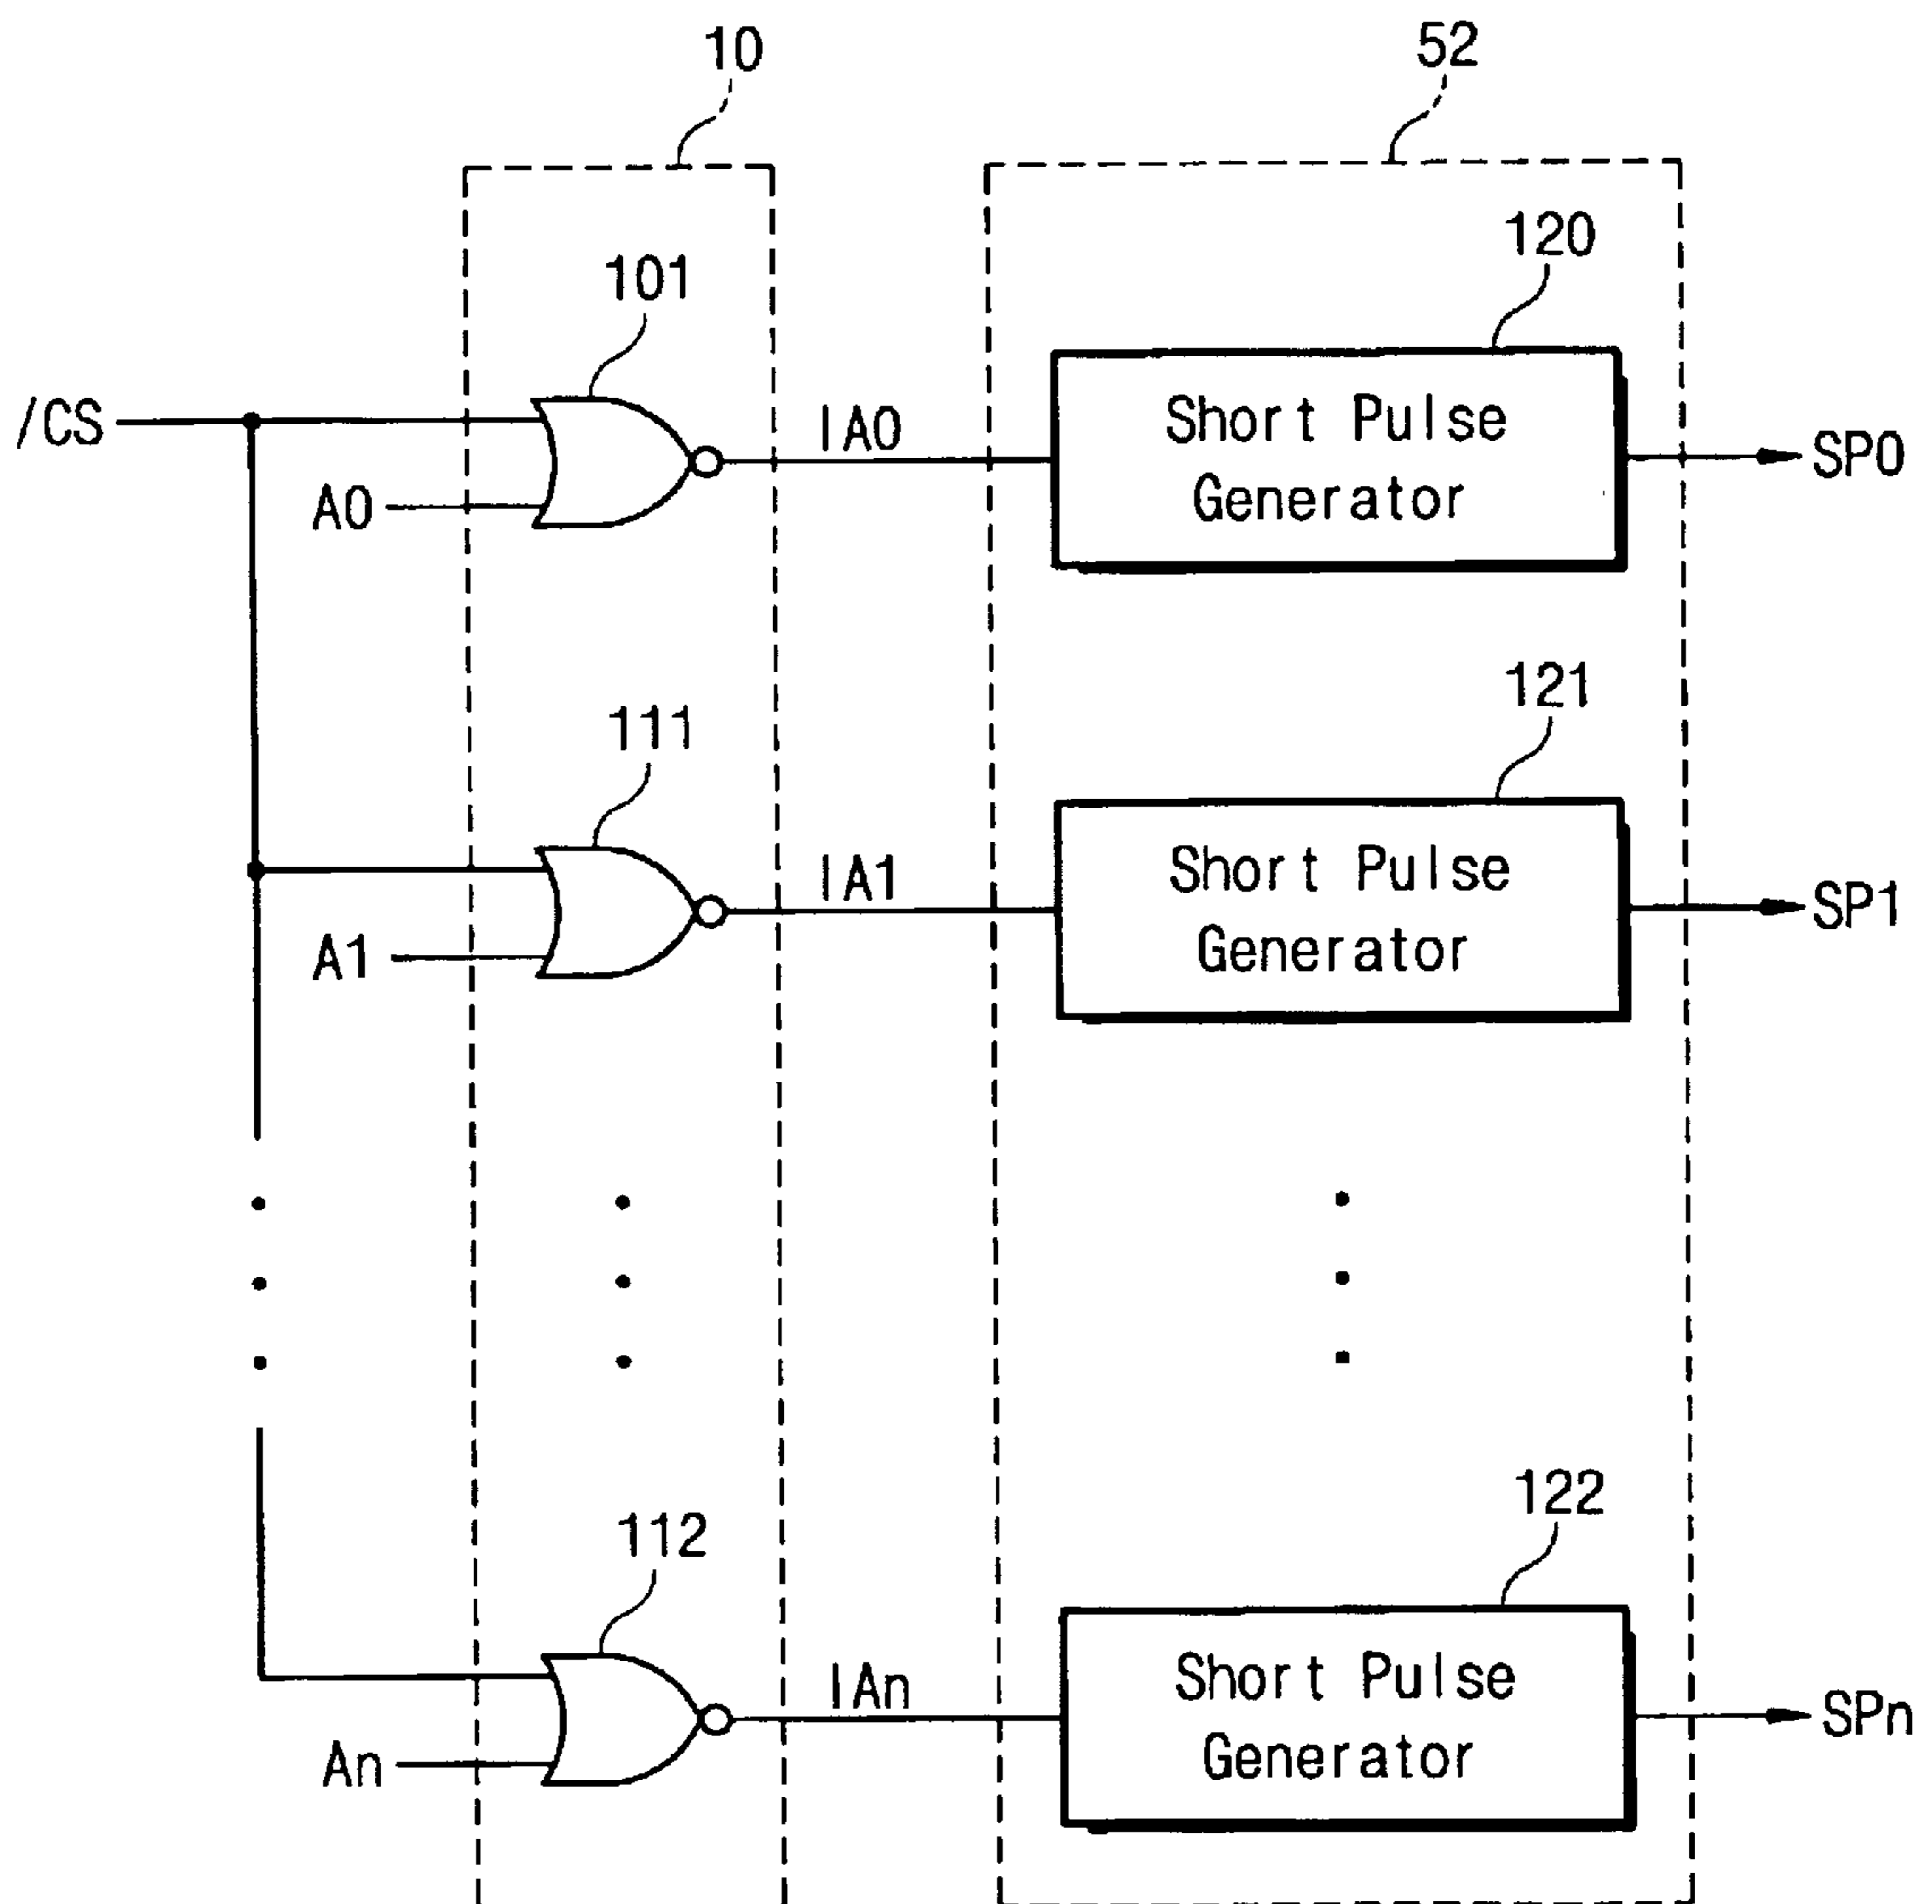 10
52
101
120
/CS
A0
IA0
Short Pulse
Generator
SP0
111
121
A1
IA1
Short Pulse
Generator
SP1
112
122
An
IAn
Short Pulse
Generator
SPn